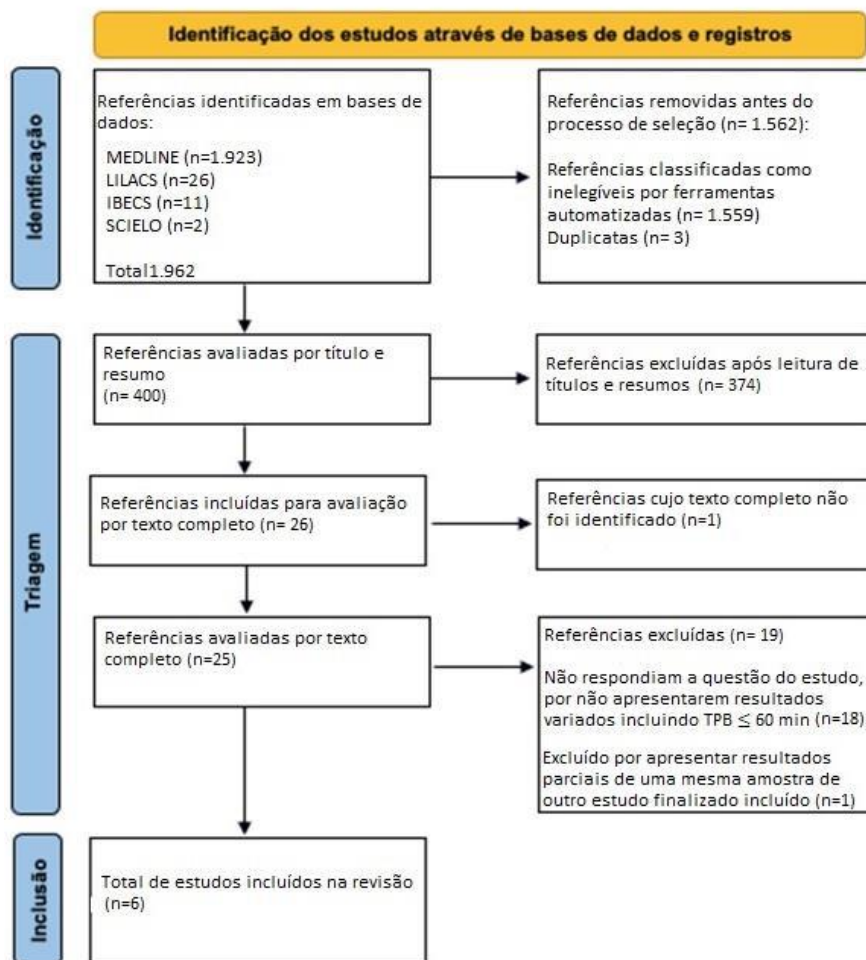 Identificação dos estudos através de bases de dados e registros
Identificação
Referências identificadas em bases de
dados:
MEDLINE (n=1.923)
LILACS (n=26)
IBECS (n=11)
SCIELO (n=2)
Total1.962
Referências removidas antes do
processo de seleção (n= 1.562):
Referências classificadas como
inelegíveis por ferramentas
automatizadas (n= 1.559)
Duplicatas (n= 3)
Triagem
Referências avaliadas por título e
resumo
(n= 400)
Referências excluídas após leitura de
títulos e resumos (n= 374)
Referências incluídas para avaliação
por texto completo (n= 26)
Referências cujo texto completo não
foi identificado (n=1)
Referências avaliadas por texto
completo (n=25)
Referências excluídas (n= 19)
Não respondiam a questão do estudo,
por não apresentarem resultados
variados incluindo TPB ≤ 60 min (n=18)
Excluído por apresentar resultados
parciais de uma mesma amostra de
outro estudo finalizado incluído (n=1)
Inclusão
Total de estudos incluídos na revisão
(n=6)